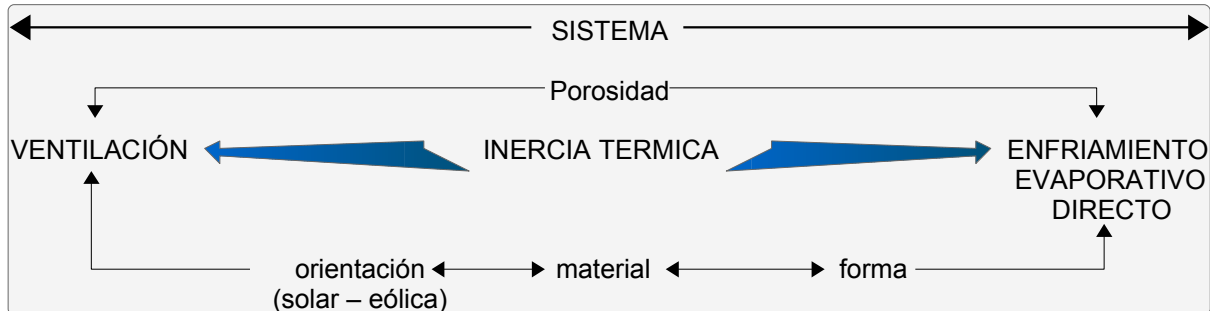 SISTEMA
Porosidad
VENTILACIÓN INERCIA TERMICA ENFRIAMIENTO
EVAPORATIVO
DIRECTO
orientación material forma
(solar – eólica)